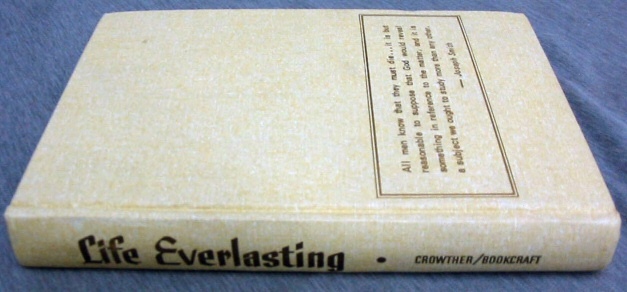 All men know that they must die...it is but
reasonable to suppose that God would reveal
something in reference to the matter, and it is
a subject we ought to study more than any other.
— Joseph Smith
Life Everlasting • CROWTHER/BOOKCRAFT